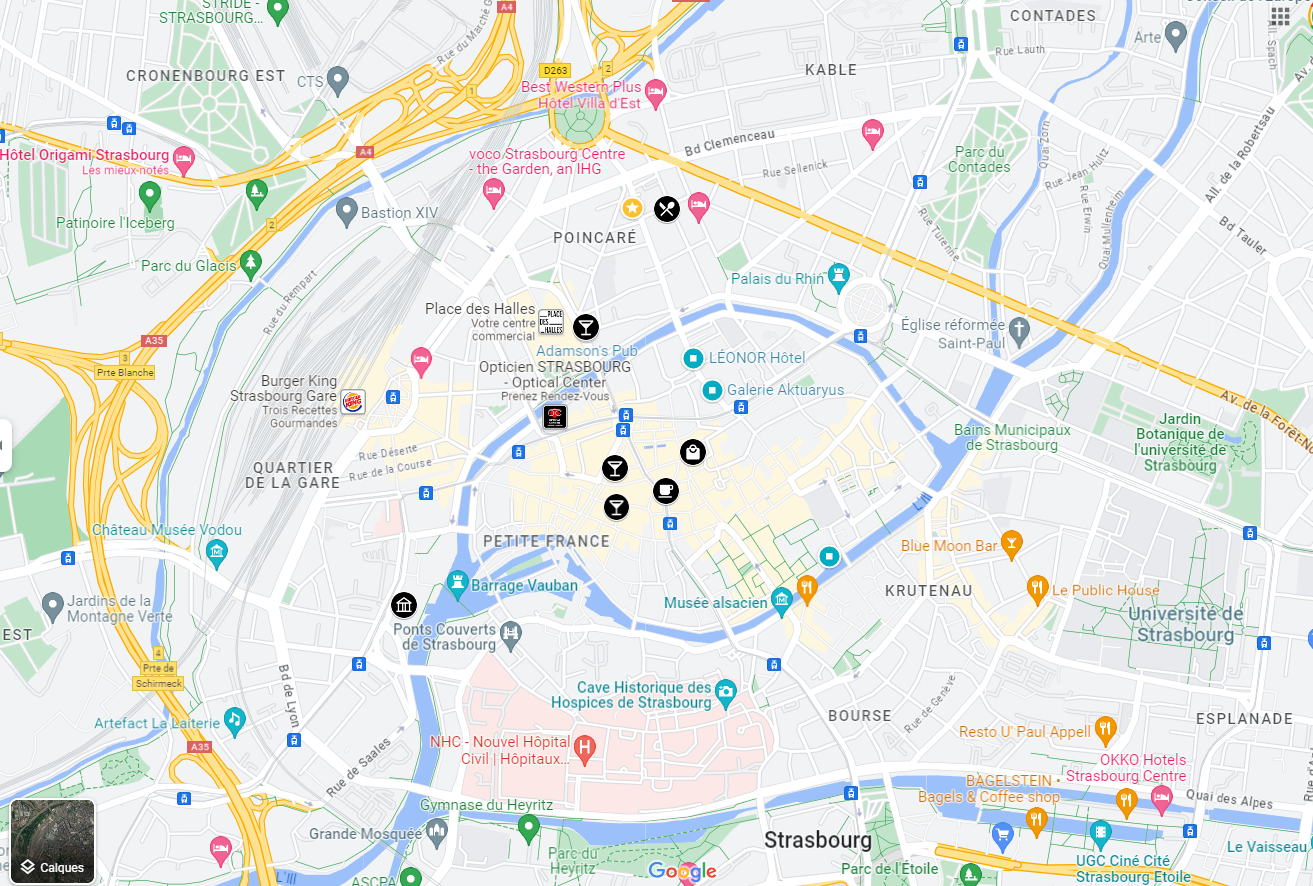 STRIDE -
STRASBOURG...
A4
Rue du Marché G
CONTADES
Arte
Rue Lauth
All. Spach
CRONENBOURG EST
CTS
D263
2
1
KABLE
Best Western Plus
Hôtel Villa d'Est
Bd Clemenceau
Hôtel Origami Strasbourg
Les mieux notés
A4
voco Strasbourg Centre
- the Garden, an IHG
Rue Sellenick
Parc du
Contades
Quai Zorn
Rue Jean Hultz
All. de la Robertsau
Patinoire l'Iceberg
Bastion XIV
2
POINCARÉ
Rue Turenne
Rue Erwin
Quai Mullenheim
Bd Tauler
Parc du Glacis
Rue du Rempart
Palais du Rhin
Place des Halles
Votre centre
commercial
PLACE
DES
HALLES
Église réformée
Saint-Paul
A35
Adamson's Pub
LÉONOR Hôtel
3
Prte Blanche
Opticien STRASBOURG
- Optical Center
Prenez Rendez-Vous
Burger King
Strasbourg Gare
Trois Recettes
Gourmandes
Galerie Aktuaryus
Av. de la Forêt-No
Bains Municipaux
de Strasbourg
Jardin
Botanique de
l'université de
Strasbourg
Rue Déserte
Rue de la Course
QUARTIER
DE LA GARE
L'Ill
Château Musée Vodou
PETITE FRANCE
Blue Moon Bar
Barrage Vauban
KRUTENAU
Le Public House
Musée alsacien
Jardins de la
Montagne Verte
Université de
Strasbourg
EST
Ponts Couverts
de Strasbourg
4
Prte de
Schirmeck
Bd de Lyon
Cave Historique des
Hospices de Strasbourg
Rue de Genève
BOURSE
ESPLANADE
Artefact La Laiterie
A35
NHC - Nouvel Hôpital
Civil | Hôpitaux...
H
Resto U' Paul Appell
Rue de Saales
OKKO Hotels
Strasbourg Centre
BAGELSTEIN •
Bagels & Coffee shop
Quai des Alpes
Gymnase du Heyritz
Grande Mosquée
Strasbourg
Parc du
Heyritz
Le Vaisseau
UGC Ciné Cité
Strasbourg Etoile
Parc de l'Étoile
Calques
L'Ill
ASCPA
Google